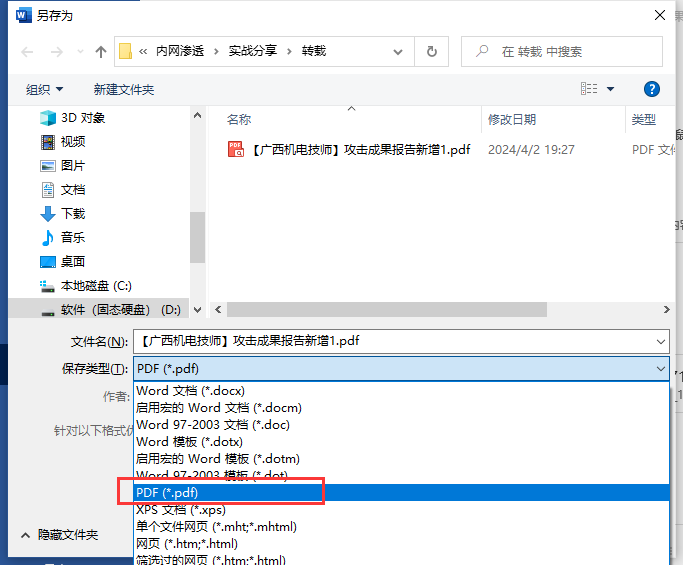 另存为
« 内网渗透 › 实战分享 › 转载
在 转载 中搜索
组织 新建文件夹
3D 对象
视频
图片
文档
下载
音乐
桌面
本地磁盘 (C:)
软件（固态硬盘） (D:)
名称 修改日期 类型
【广西机电技师】攻击成果报告新增1.pdf 2024/4/2 19:27 PDF 文
文件名(N): 【广西机电技师】攻击成果报告新增1.pdf
保存类型(T): PDF (*.pdf)
作者:
针对以下格式
Word 文档 (*.docx)
启用宏的 Word 文档 (*.docm)
Word 97-2003 文档 (*.doc)
Word 模板 (*.dotx)
启用宏的 Word 模板 (*.dotm)
Word 97-2003 模板 (*.dot)
PDF (*.pdf)
XPS 文档 (*.xps)
单个文件网页 (*.mht;*.mhtml)
网页 (*.htm;*.html)
筛选过的网页 (*.htm;*.html)
隐藏文件夹